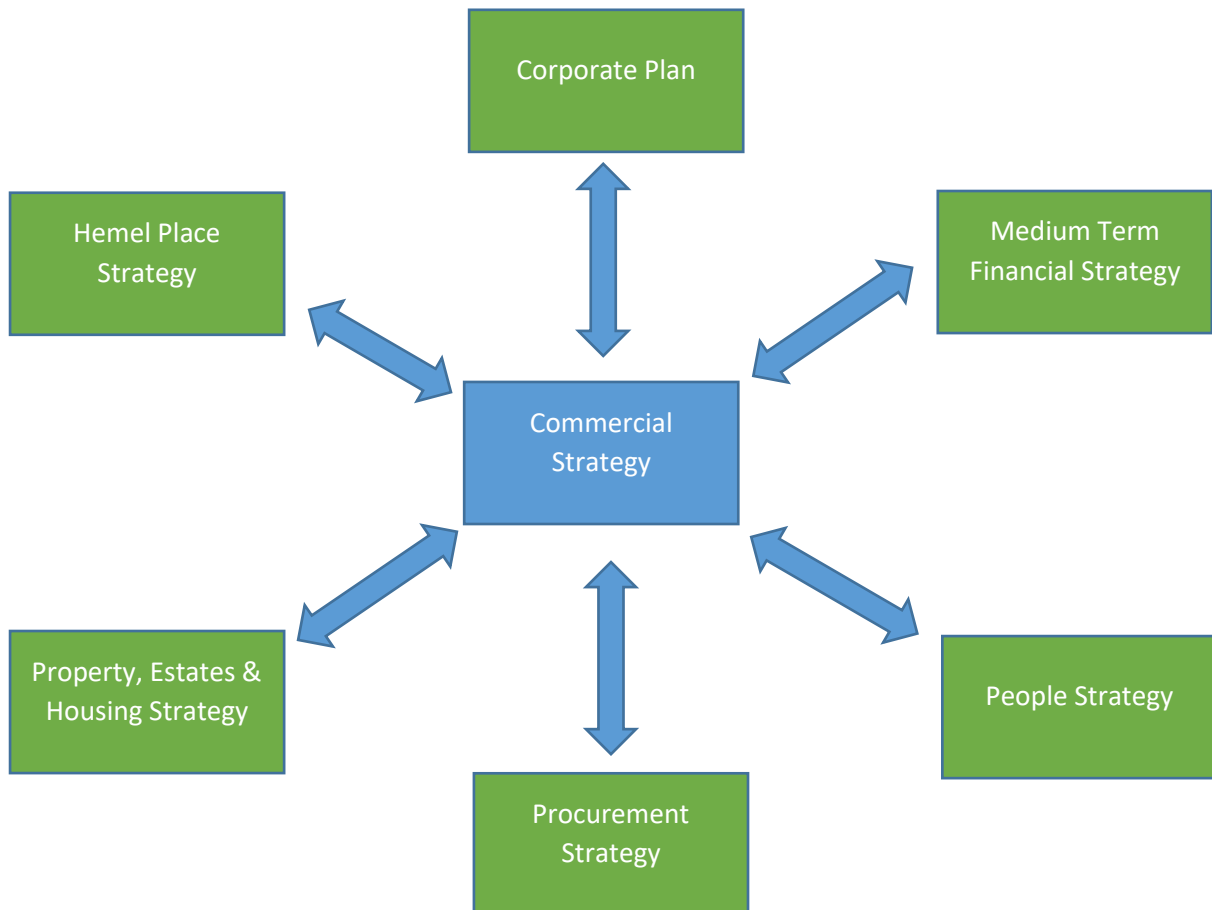 Corporate Plan
Hemel Place
Strategy
Medium Term
Financial Strategy
Commercial
Strategy
Property, Estates &
Housing Strategy
People Strategy
Procurement
Strategy